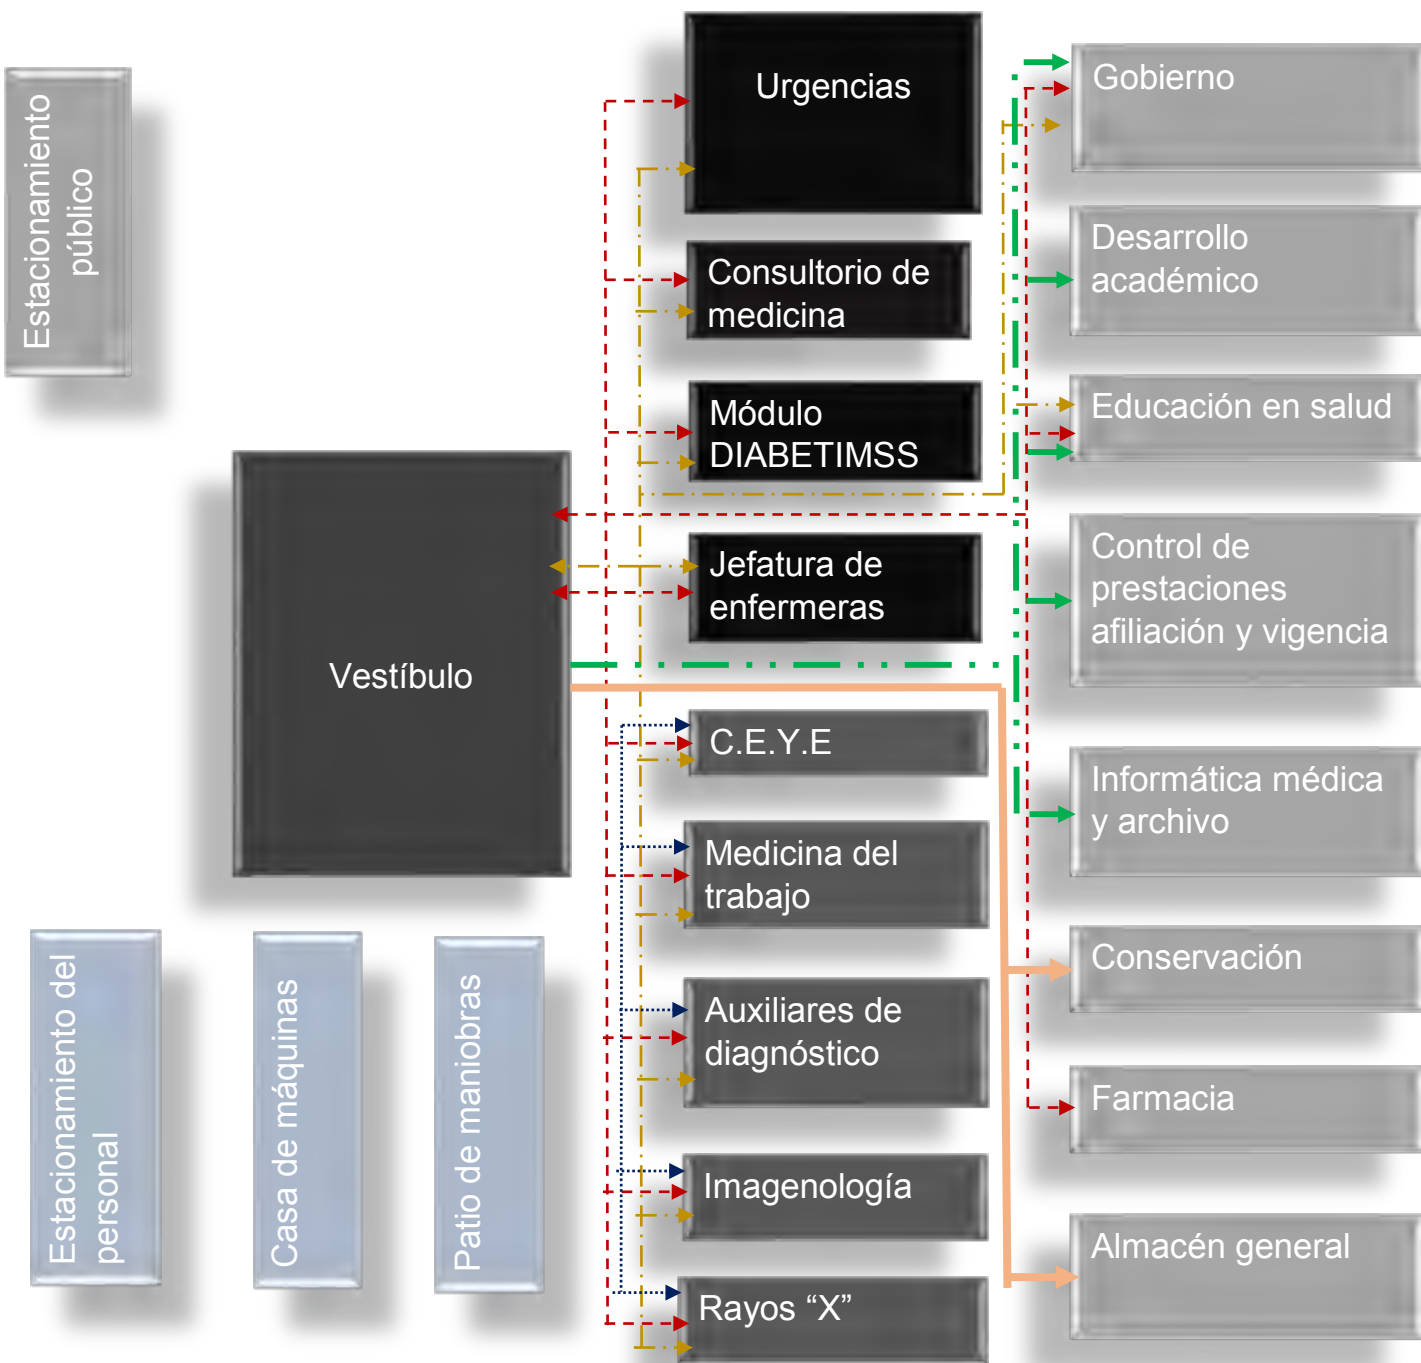 Estacionamiento
público
Urgencias
Consultorio de
medicina
Módulo
DIABETIMSS
Jefatura de
enfermeras
Vestíbulo
C.E.Y.E
Medicina del
trabajo
Auxiliares de
diagnóstico
Imagenología
Rayos “X”
Gobierno
Desarrollo
académico
Educación en salud
Control de
prestaciones
afiliación y vigencia
Informática médica
y archivo
Conservación
Farmacia
Almacén general
Estacionamiento del
personal
Casa de máquinas
Patio de maniobras